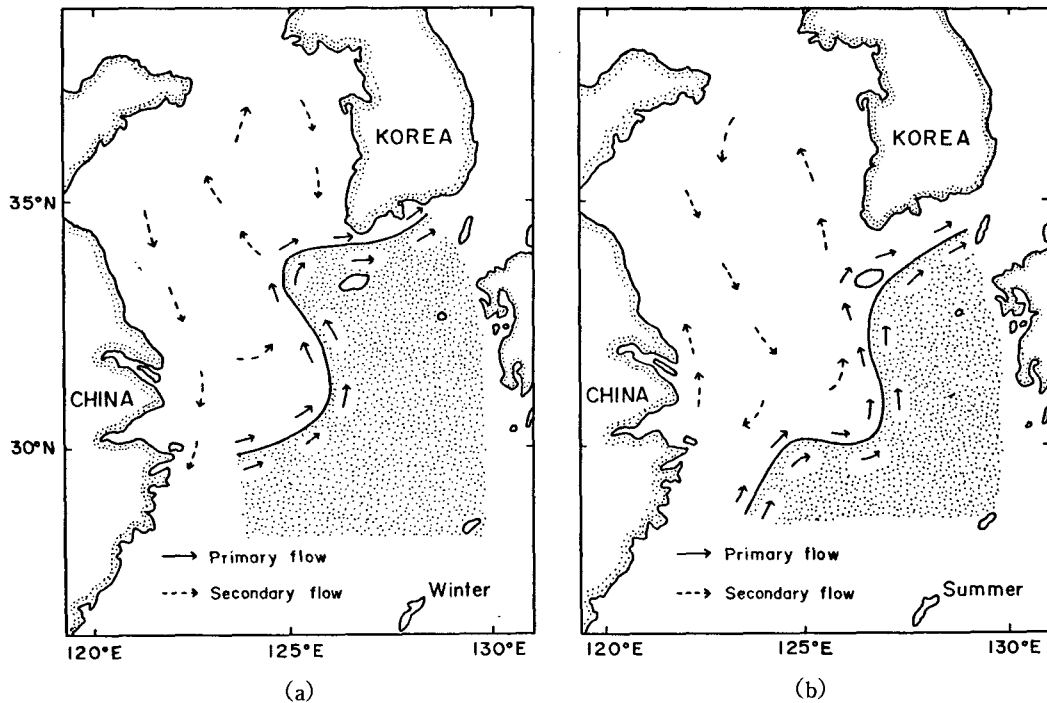 KOREA
35°N
CHINA
30°N
Primary flow
Secondary flow
Winter
120°E
125°E
130°E
(a)
KOREA
CHINA
Primary flow
Secondary flow
Summer
120°E
125°E
130°E
(b)